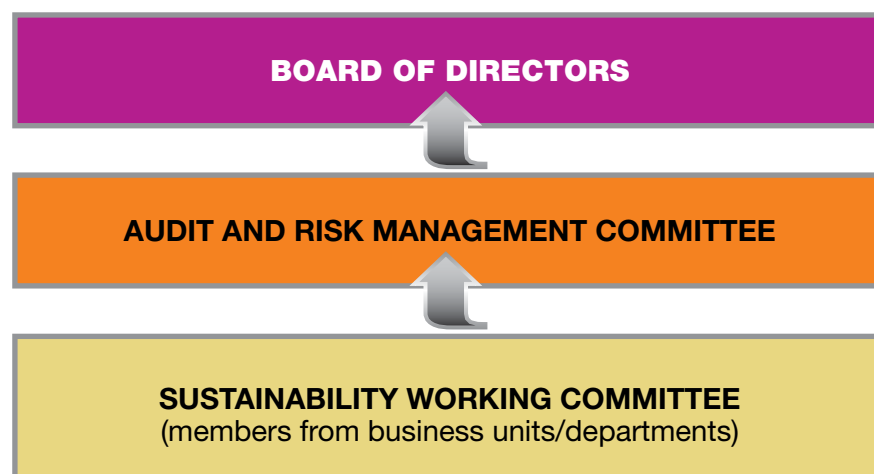 BOARD OF DIRECTORS
AUDIT AND RISK MANAGEMENT COMMITTEE
SUSTAINABILITY WORKING COMMITTEE
(members from business units/departments)